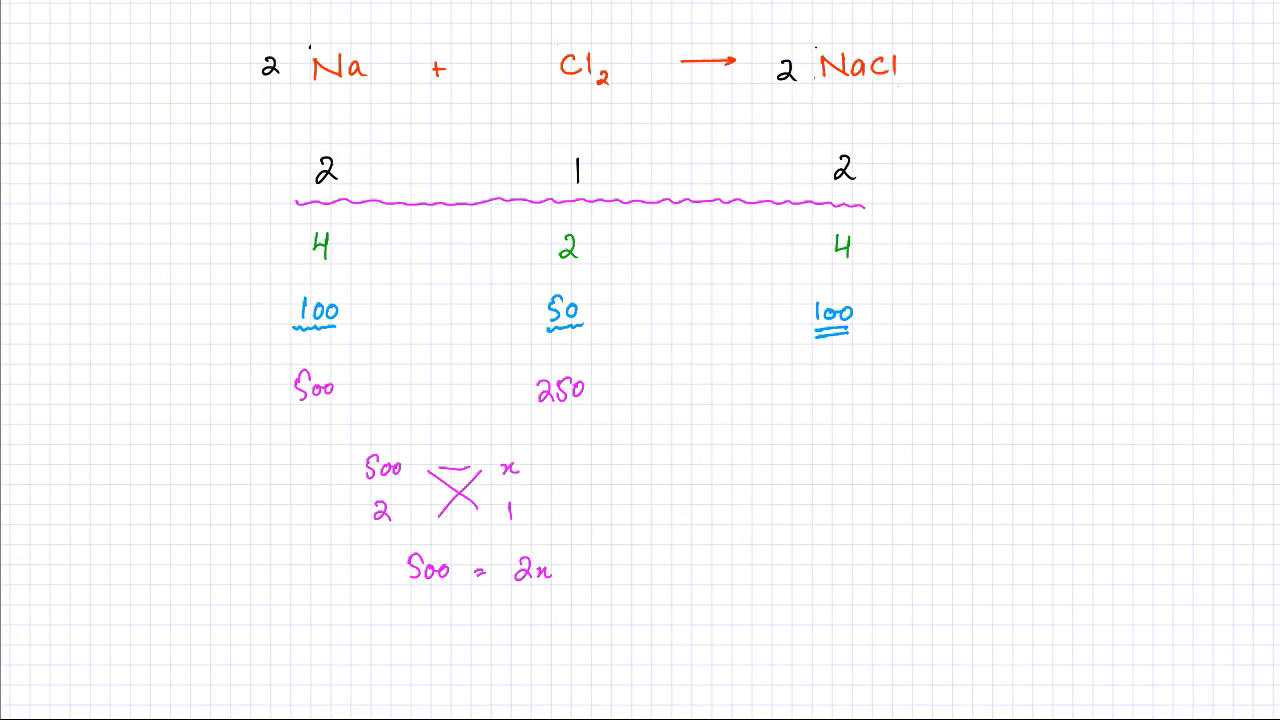 2 Na + Cl₂ → 2 NaCl
2 1 2
4 2 4
100 50 100
500 250
500 — x
2 1
500 = 2x